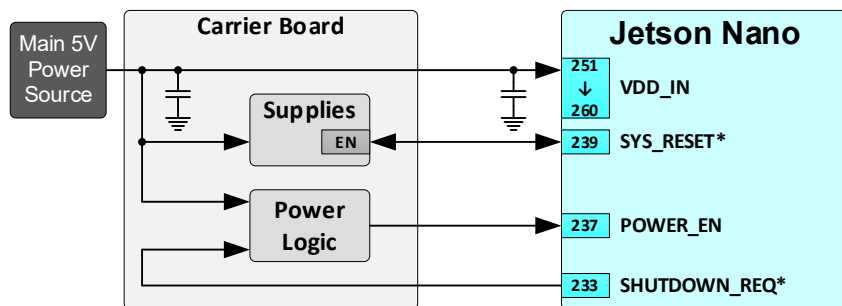 Carrier Board
Jetson Nano
Main 5V
Power
Source
251
↓
260
VDD_IN
Supplies
EN
239
SYS_RESET*
Power
Logic
237
POWER_EN
233
SHUTDOWN_REQ*